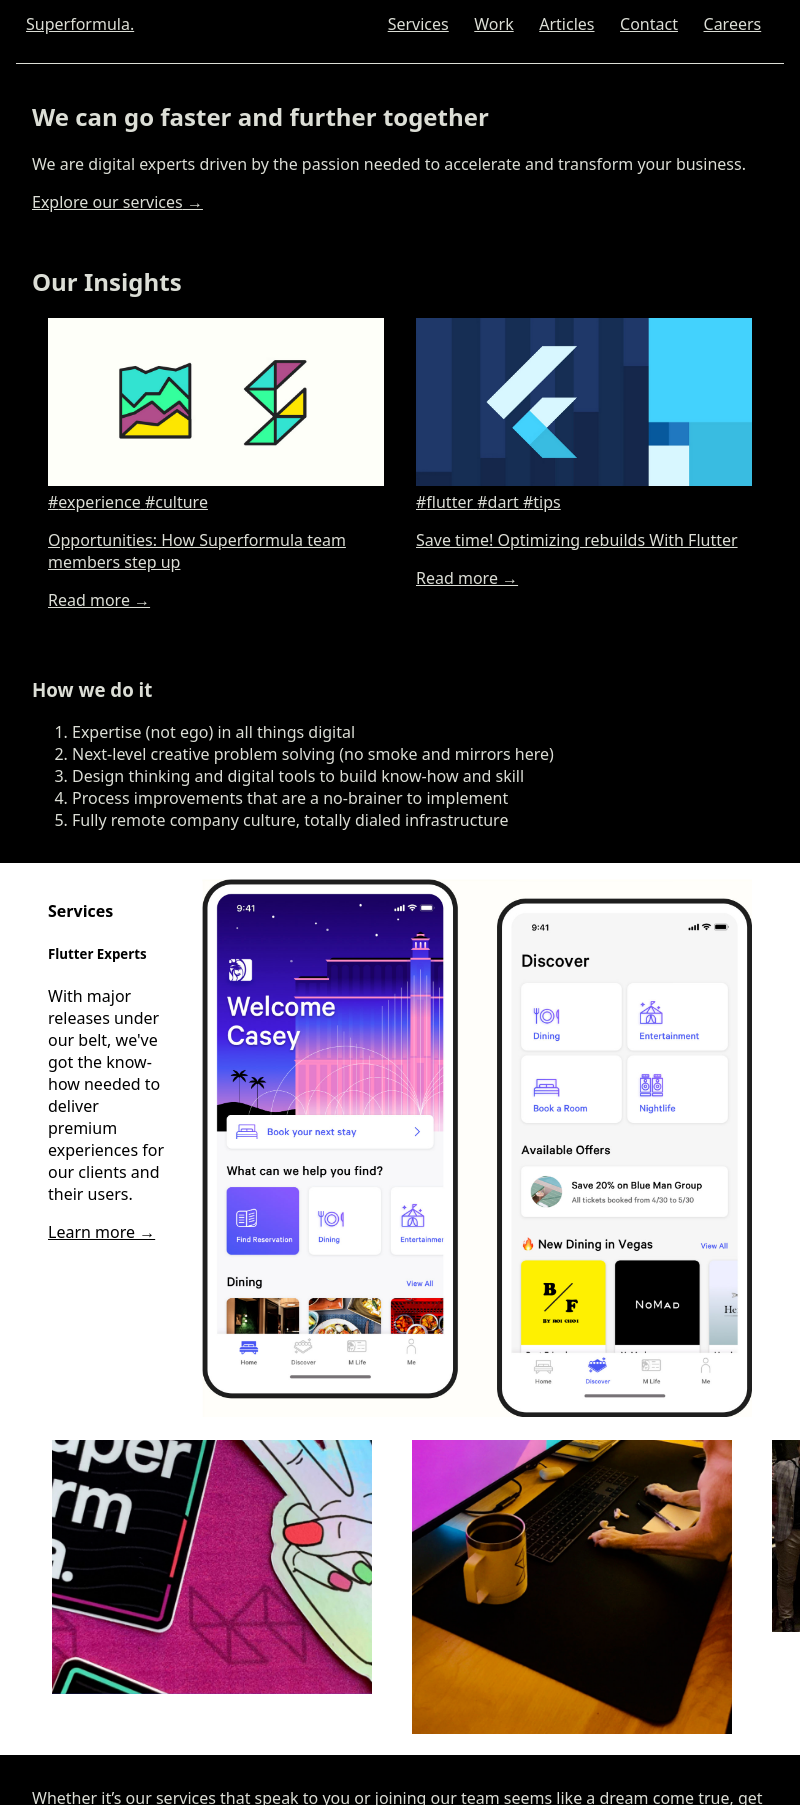 Superformula.
Services Work Articles Contact Careers
We can go faster and further together
We are digital experts driven by the passion needed to accelerate and transform your business.
Explore our services →
Our Insights
#experience #culture
Opportunities: How Superformula team
members step up
Read more →
#flutter #dart #tips
Save time! Optimizing rebuilds With Flutter
Read more →
How we do it
1. Expertise (not ego) in all things digital
2. Next-level creative problem solving (no smoke and mirrors here)
3. Design thinking and digital tools to build know-how and skill
4. Process improvements that are a no-brainer to implement
5. Fully remote company culture, totally dialed infrastructure
Services
Flutter Experts
With major
releases under
our belt, we've
got the know-
how needed to
deliver
premium
experiences for
our clients and
their users.
Learn more →
9:41
Welcome
Casey
Book your next stay
What can we help you find?
Find Reservation
Dining
Entertainmen
Dining
View All
Home
Discover
M Life
Me
9:41
Discover
Dining
Entertainment
Book a Room
Nightlife
Available Offers
Save 20% on Blue Man Group
All tickets booked from 4/30 to 5/30
🔥 New Dining in Vegas
View All
B/F
BY ROI CHOI
NOMAD
He
Home
Discover
M Life
Me
uper
rm
a.
Whether it’s our services that speak to you or joining our team seems like a dream come true, get